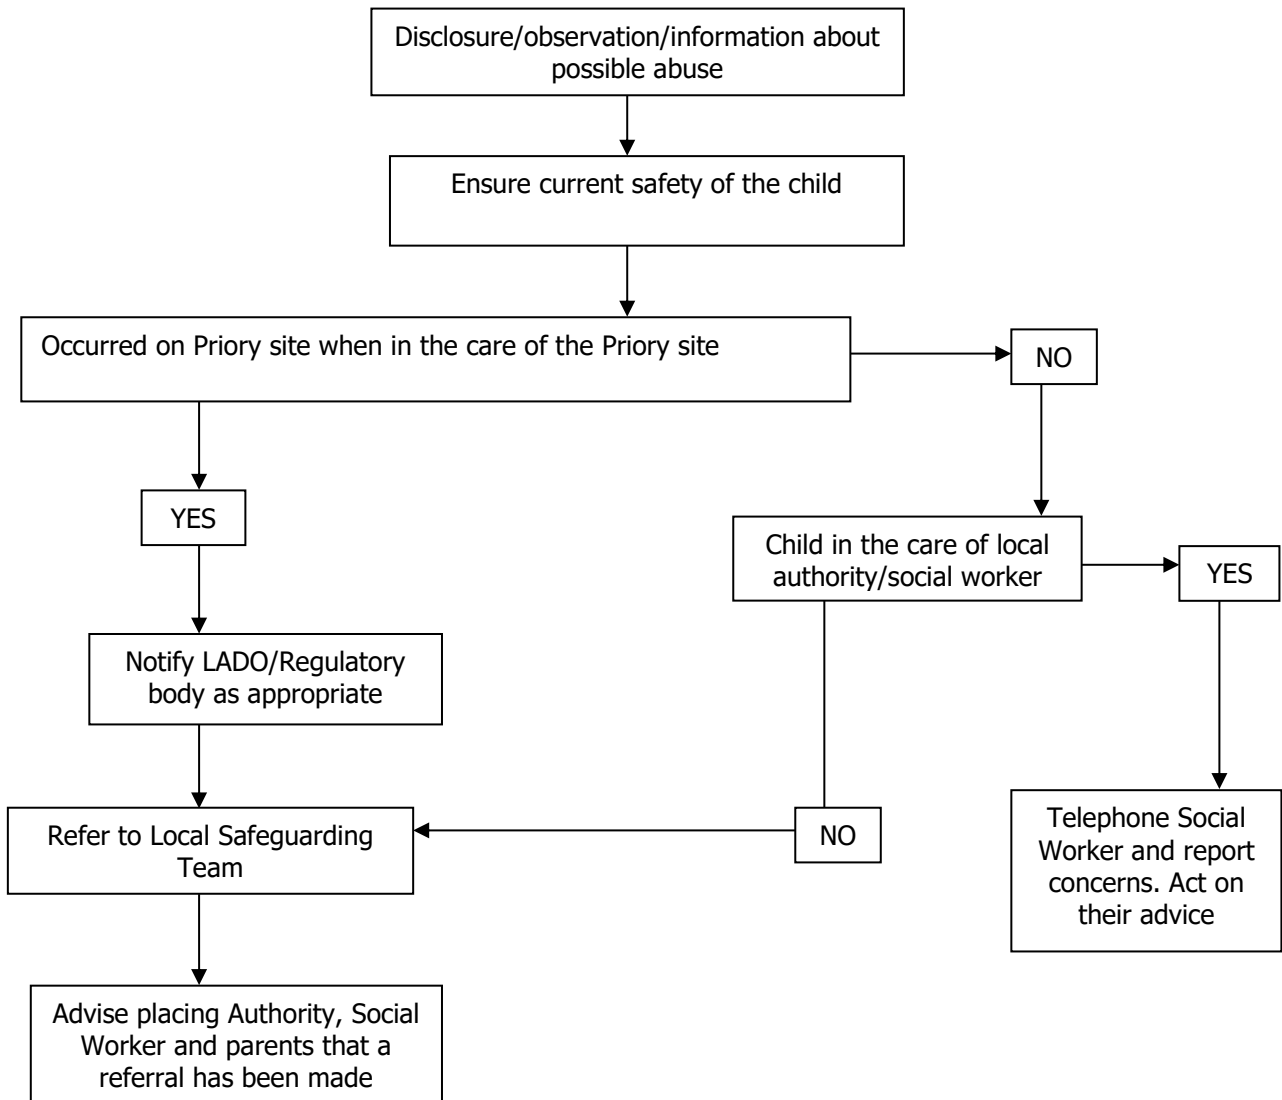 Disclosure/observation/information about
possible abuse
Ensure current safety of the child
Occurred on Priory site when in the care of the Priory site
NO
YES
Child in the care of local
authority/social worker
YES
Notify LADO/Regulatory
body as appropriate
Refer to Local Safeguarding
Team
NO
Telephone Social
Worker and report
concerns. Act on
their advice
Advise placing Authority, Social
Worker and parents that a
referral has been made